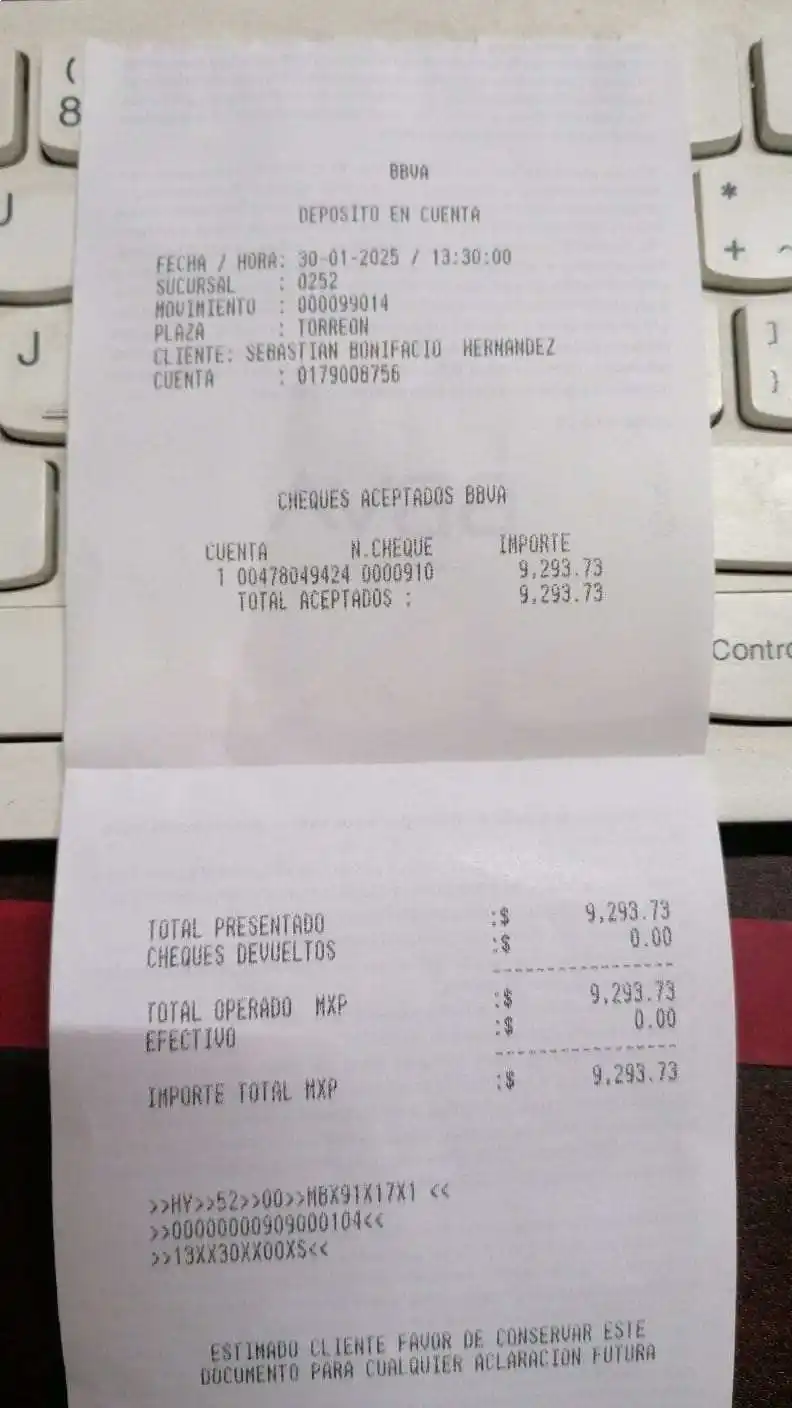 BBVA
DEPOSITO EN CUENTA
FECHA / HORA: 30-01-2025 / 13:30:00
SUCURSAL : 0252
MOVIMIENTO : 000099014
PLAZA : TORREON
CLIENTE: SEBASTIAN BONIFACIO HERNANDEZ
CUENTA : 0179008756
CHEQUES ACEPTADOS BBVA
CUENTA N.CHEQUE IMPORTE
1 00478049424 0000910 9,293.73
TOTAL ACEPTADOS : 9,293.73
TOTAL PRESENTADO :$ 9,293.73
CHEQUES DEVUELTOS :$ 0.00
--------------------
TOTAL OPERADO MXP :$ 9,293.73
EFECTIVO :$ 0.00
--------------------
IMPORTE TOTAL MXP :$ 9,293.73
>>HY>>52>>00>>MBX91X17X1 <<
>>00000000909000104<<
>>13XX30XX00XS<<
ESTIMADO CLIENTE FAVOR DE CONSERVAR ESTE
DOCUMENTO PARA CUALQUIER ACLARACION FUTURA
(
8
J
J
*
+ ~
]
}
Contro